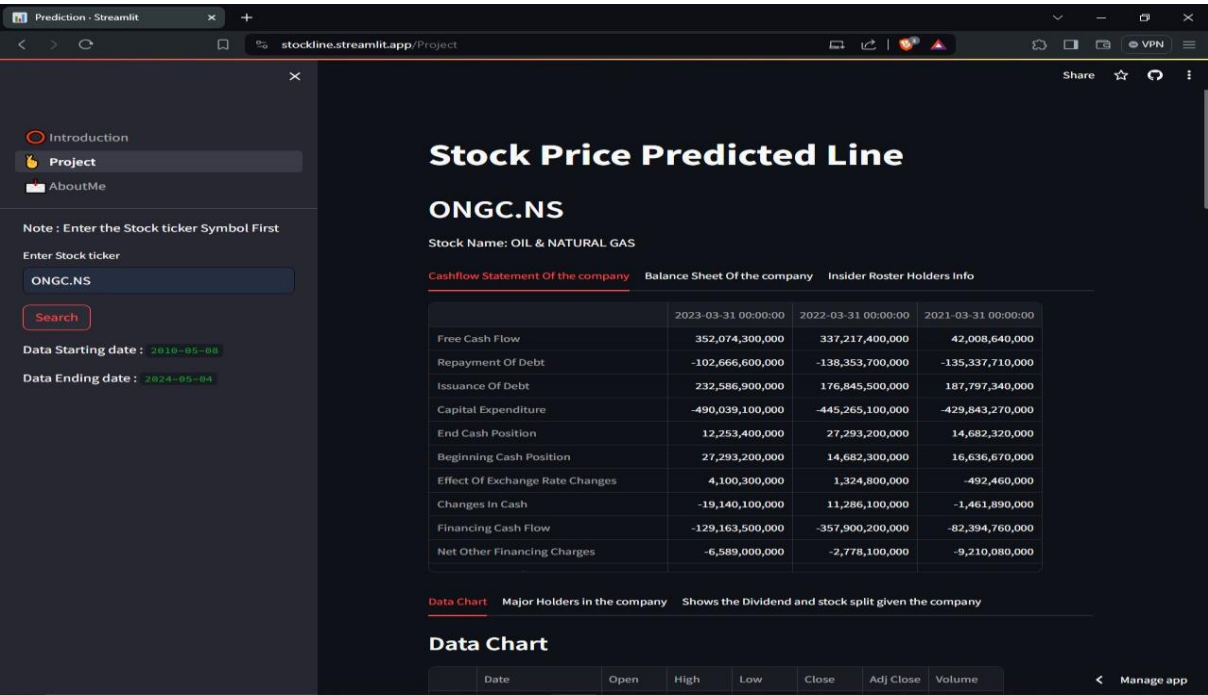 Prediction · Streamlit
stockline.streamlit.app/Project
VPN
Share
Introduction
Project
AboutMe
Note : Enter the Stock ticker Symbol First
Enter Stock ticker
ONGC.NS
Search
Data Starting date : 2010-05-08
Data Ending date : 2024-05-04
Stock Price Predicted Line
ONGC.NS
Stock Name: OIL & NATURAL GAS
Cashflow Statement Of the company Balance Sheet Of the company Insider Roster Holders Info
2023-03-31 00:00:00 2022-03-31 00:00:00 2021-03-31 00:00:00
Free Cash Flow 352,074,300,000 337,217,400,000 42,008,640,000
Repayment Of Debt -102,666,600,000 -138,353,700,000 -135,337,710,000
Issuance Of Debt 232,586,900,000 176,845,500,000 187,797,340,000
Capital Expenditure -490,039,100,000 -445,265,100,000 -429,843,270,000
End Cash Position 12,253,400,000 27,293,200,000 14,682,320,000
Beginning Cash Position 27,293,200,000 14,682,300,000 16,636,670,000
Effect Of Exchange Rate Changes 4,100,300,000 1,324,800,000 -492,460,000
Changes In Cash -19,140,100,000 11,286,100,000 -1,461,890,000
Financing Cash Flow -129,163,500,000 -357,900,200,000 -82,394,760,000
Net Other Financing Charges -6,589,000,000 -2,778,100,000 -9,210,080,000
Data Chart Major Holders in the company Shows the Dividend and stock split given the company
Data Chart
Date Open High Low Close Adj Close Volume
Manage app